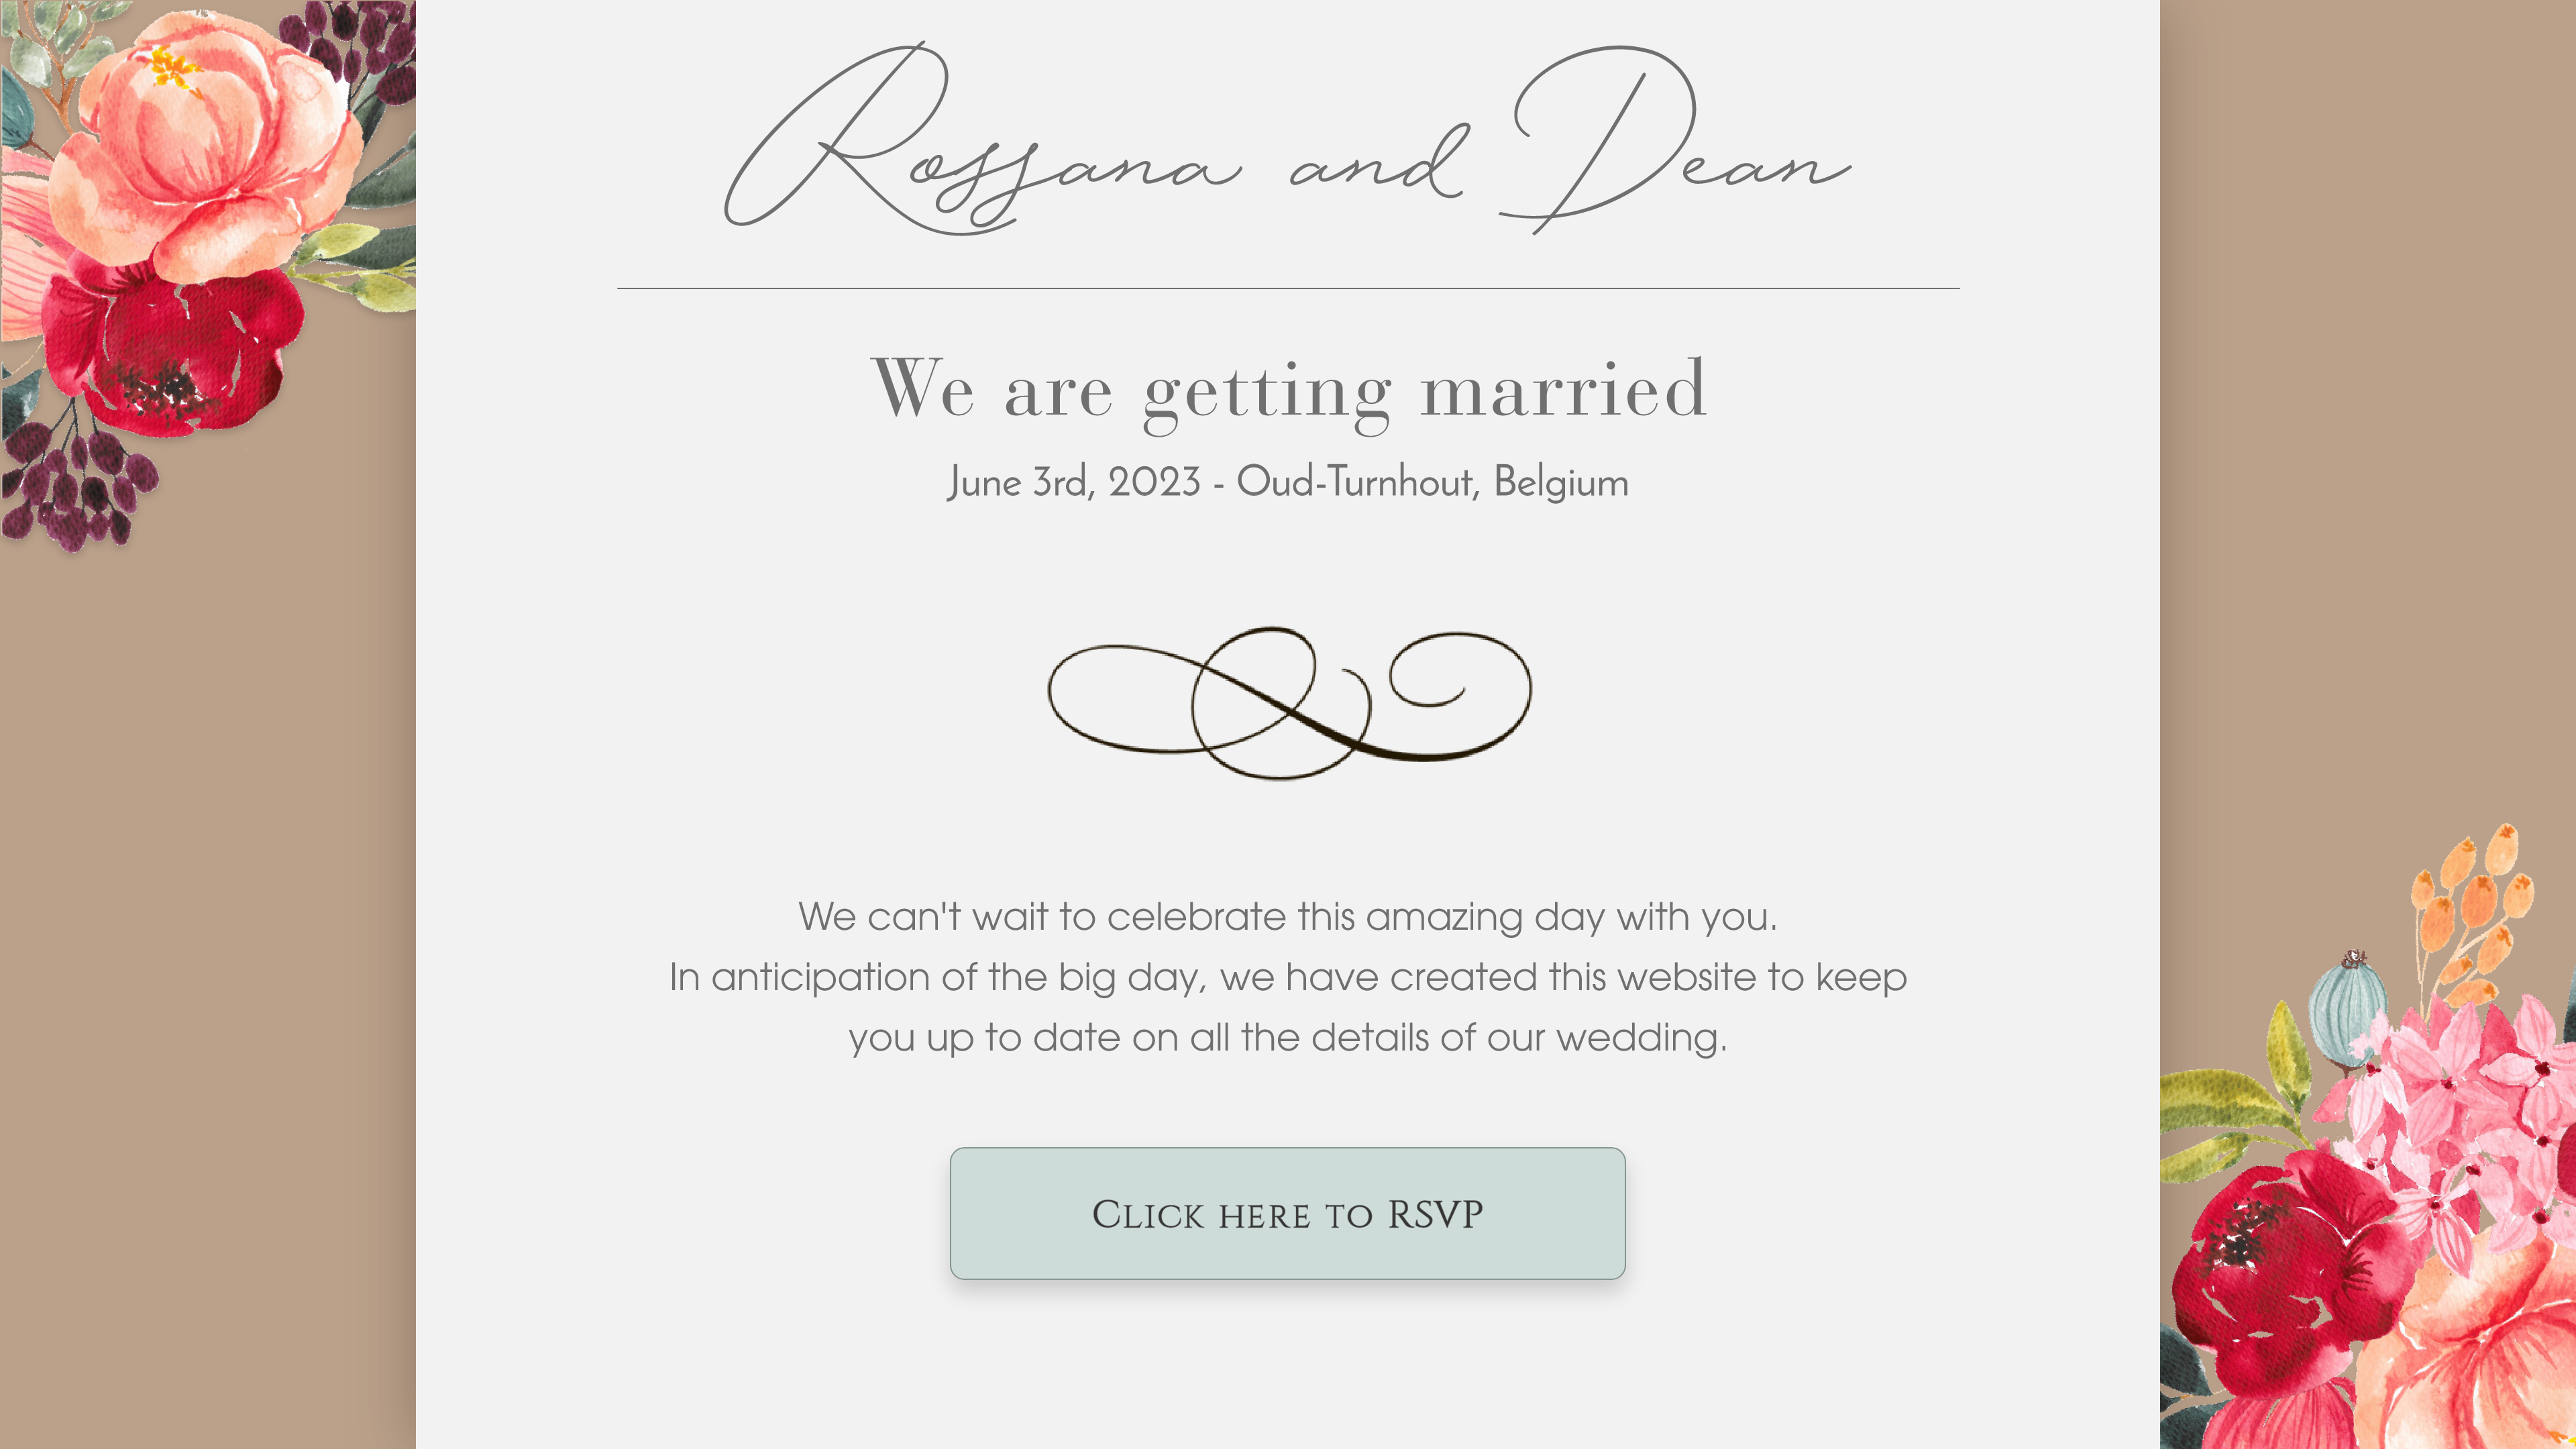 Rossana and Dean
We are getting married
June 3rd, 2023 - Oud-Turnhout, Belgium
We can't wait to celebrate this amazing day with you.
In anticipation of the big day, we have created this website to keep
you up to date on all the details of our wedding.
Click here to RSVP